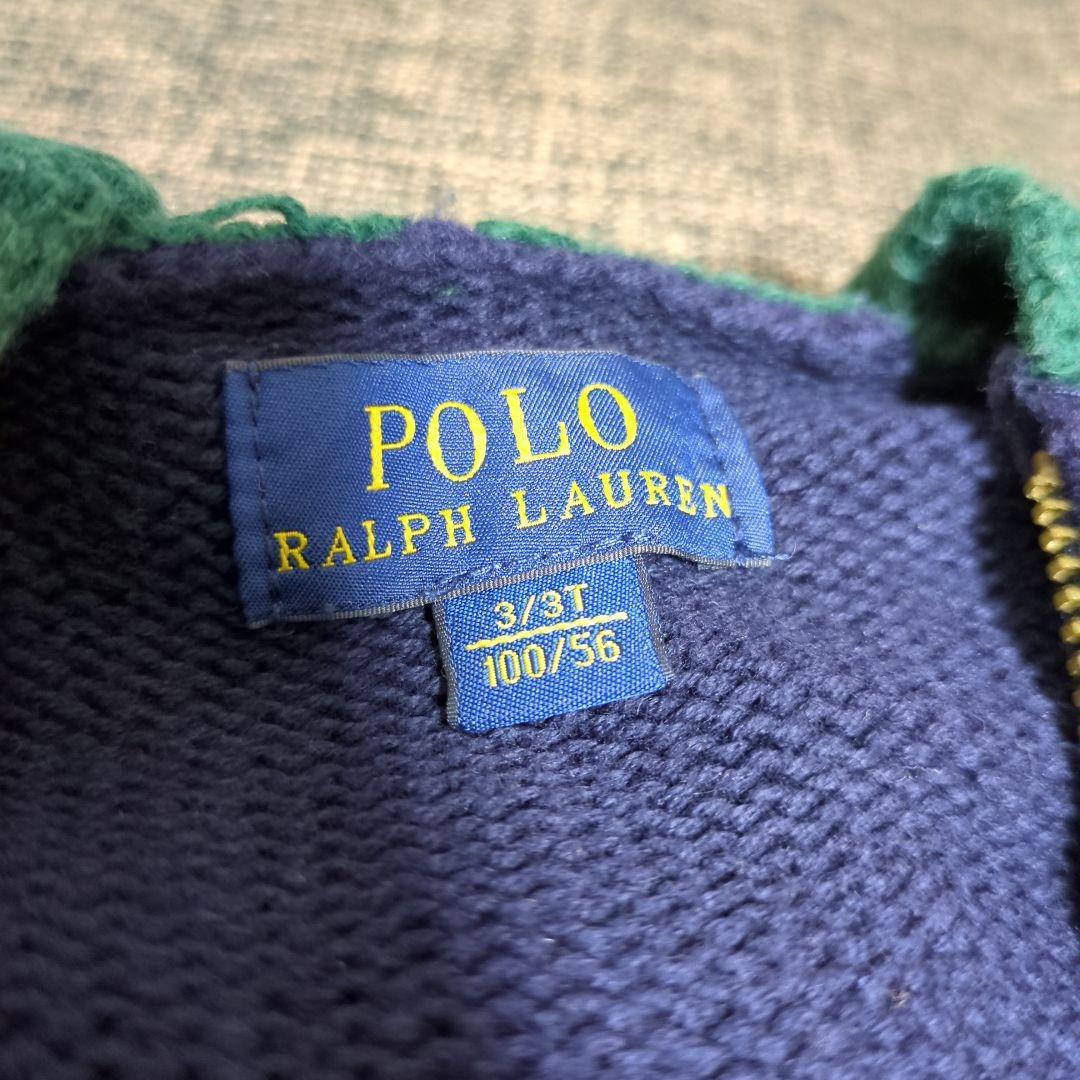 POLO
RALPH LAUREN
3/3T
100/56